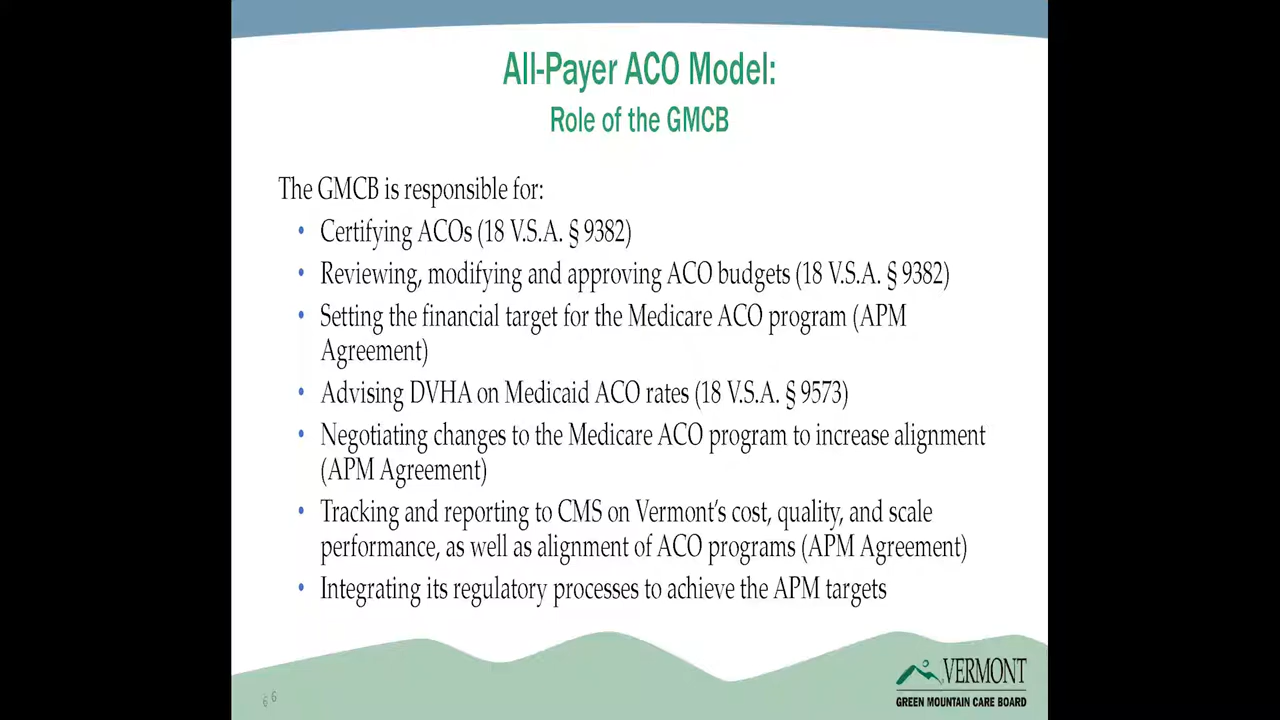 All-Payer ACO Model:
Role of the GMCB
The GMCB is responsible for:
• Certifying ACOs (18 V.S.A. § 9382)
• Reviewing, modifying and approving ACO budgets (18 V.S.A. § 9382)
• Setting the financial target for the Medicare ACO program (APM
Agreement)
• Advising DVHA on Medicaid ACO rates (18 V.S.A. § 9573)
• Negotiating changes to the Medicare ACO program to increase alignment
(APM Agreement)
• Tracking and reporting to CMS on Vermont’s cost, quality, and scale
performance, as well as alignment of ACO programs (APM Agreement)
• Integrating its regulatory processes to achieve the APM targets
6 6
VERMONT
GREEN MOUNTAIN CARE BOARD